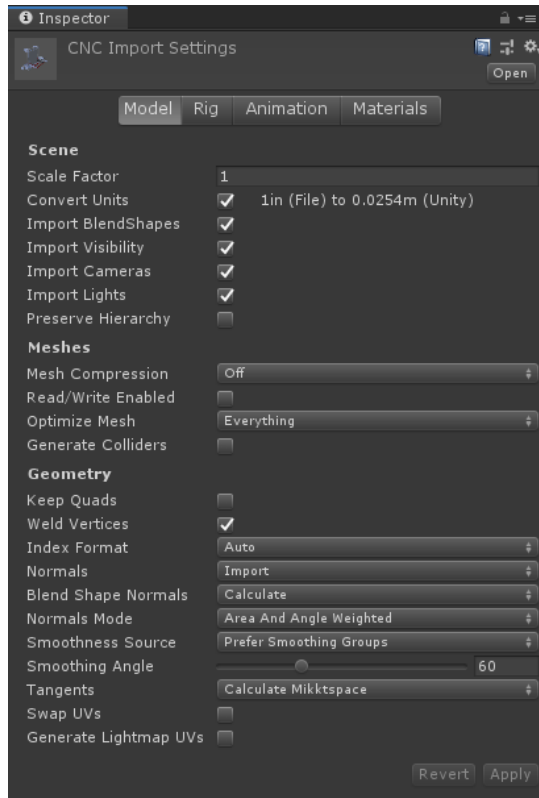 Inspector
CNC Import Settings
Open
Model Rig Animation Materials
Scene
Scale Factor 1
Convert Units 1in (File) to 0.0254m (Unity)
Import BlendShapes
Import Visibility
Import Cameras
Import Lights
Preserve Hierarchy
Meshes
Mesh Compression Off
Read/Write Enabled
Optimize Mesh Everything
Generate Colliders
Geometry
Keep Quads
Weld Vertices
Index Format Auto
Normals Import
Blend Shape Normals Calculate
Normals Mode Area And Angle Weighted
Smoothness Source Prefer Smoothing Groups
Smoothing Angle 60
Tangents Calculate Mikktspace
Swap UVs
Generate Lightmap UVs
Revert Apply